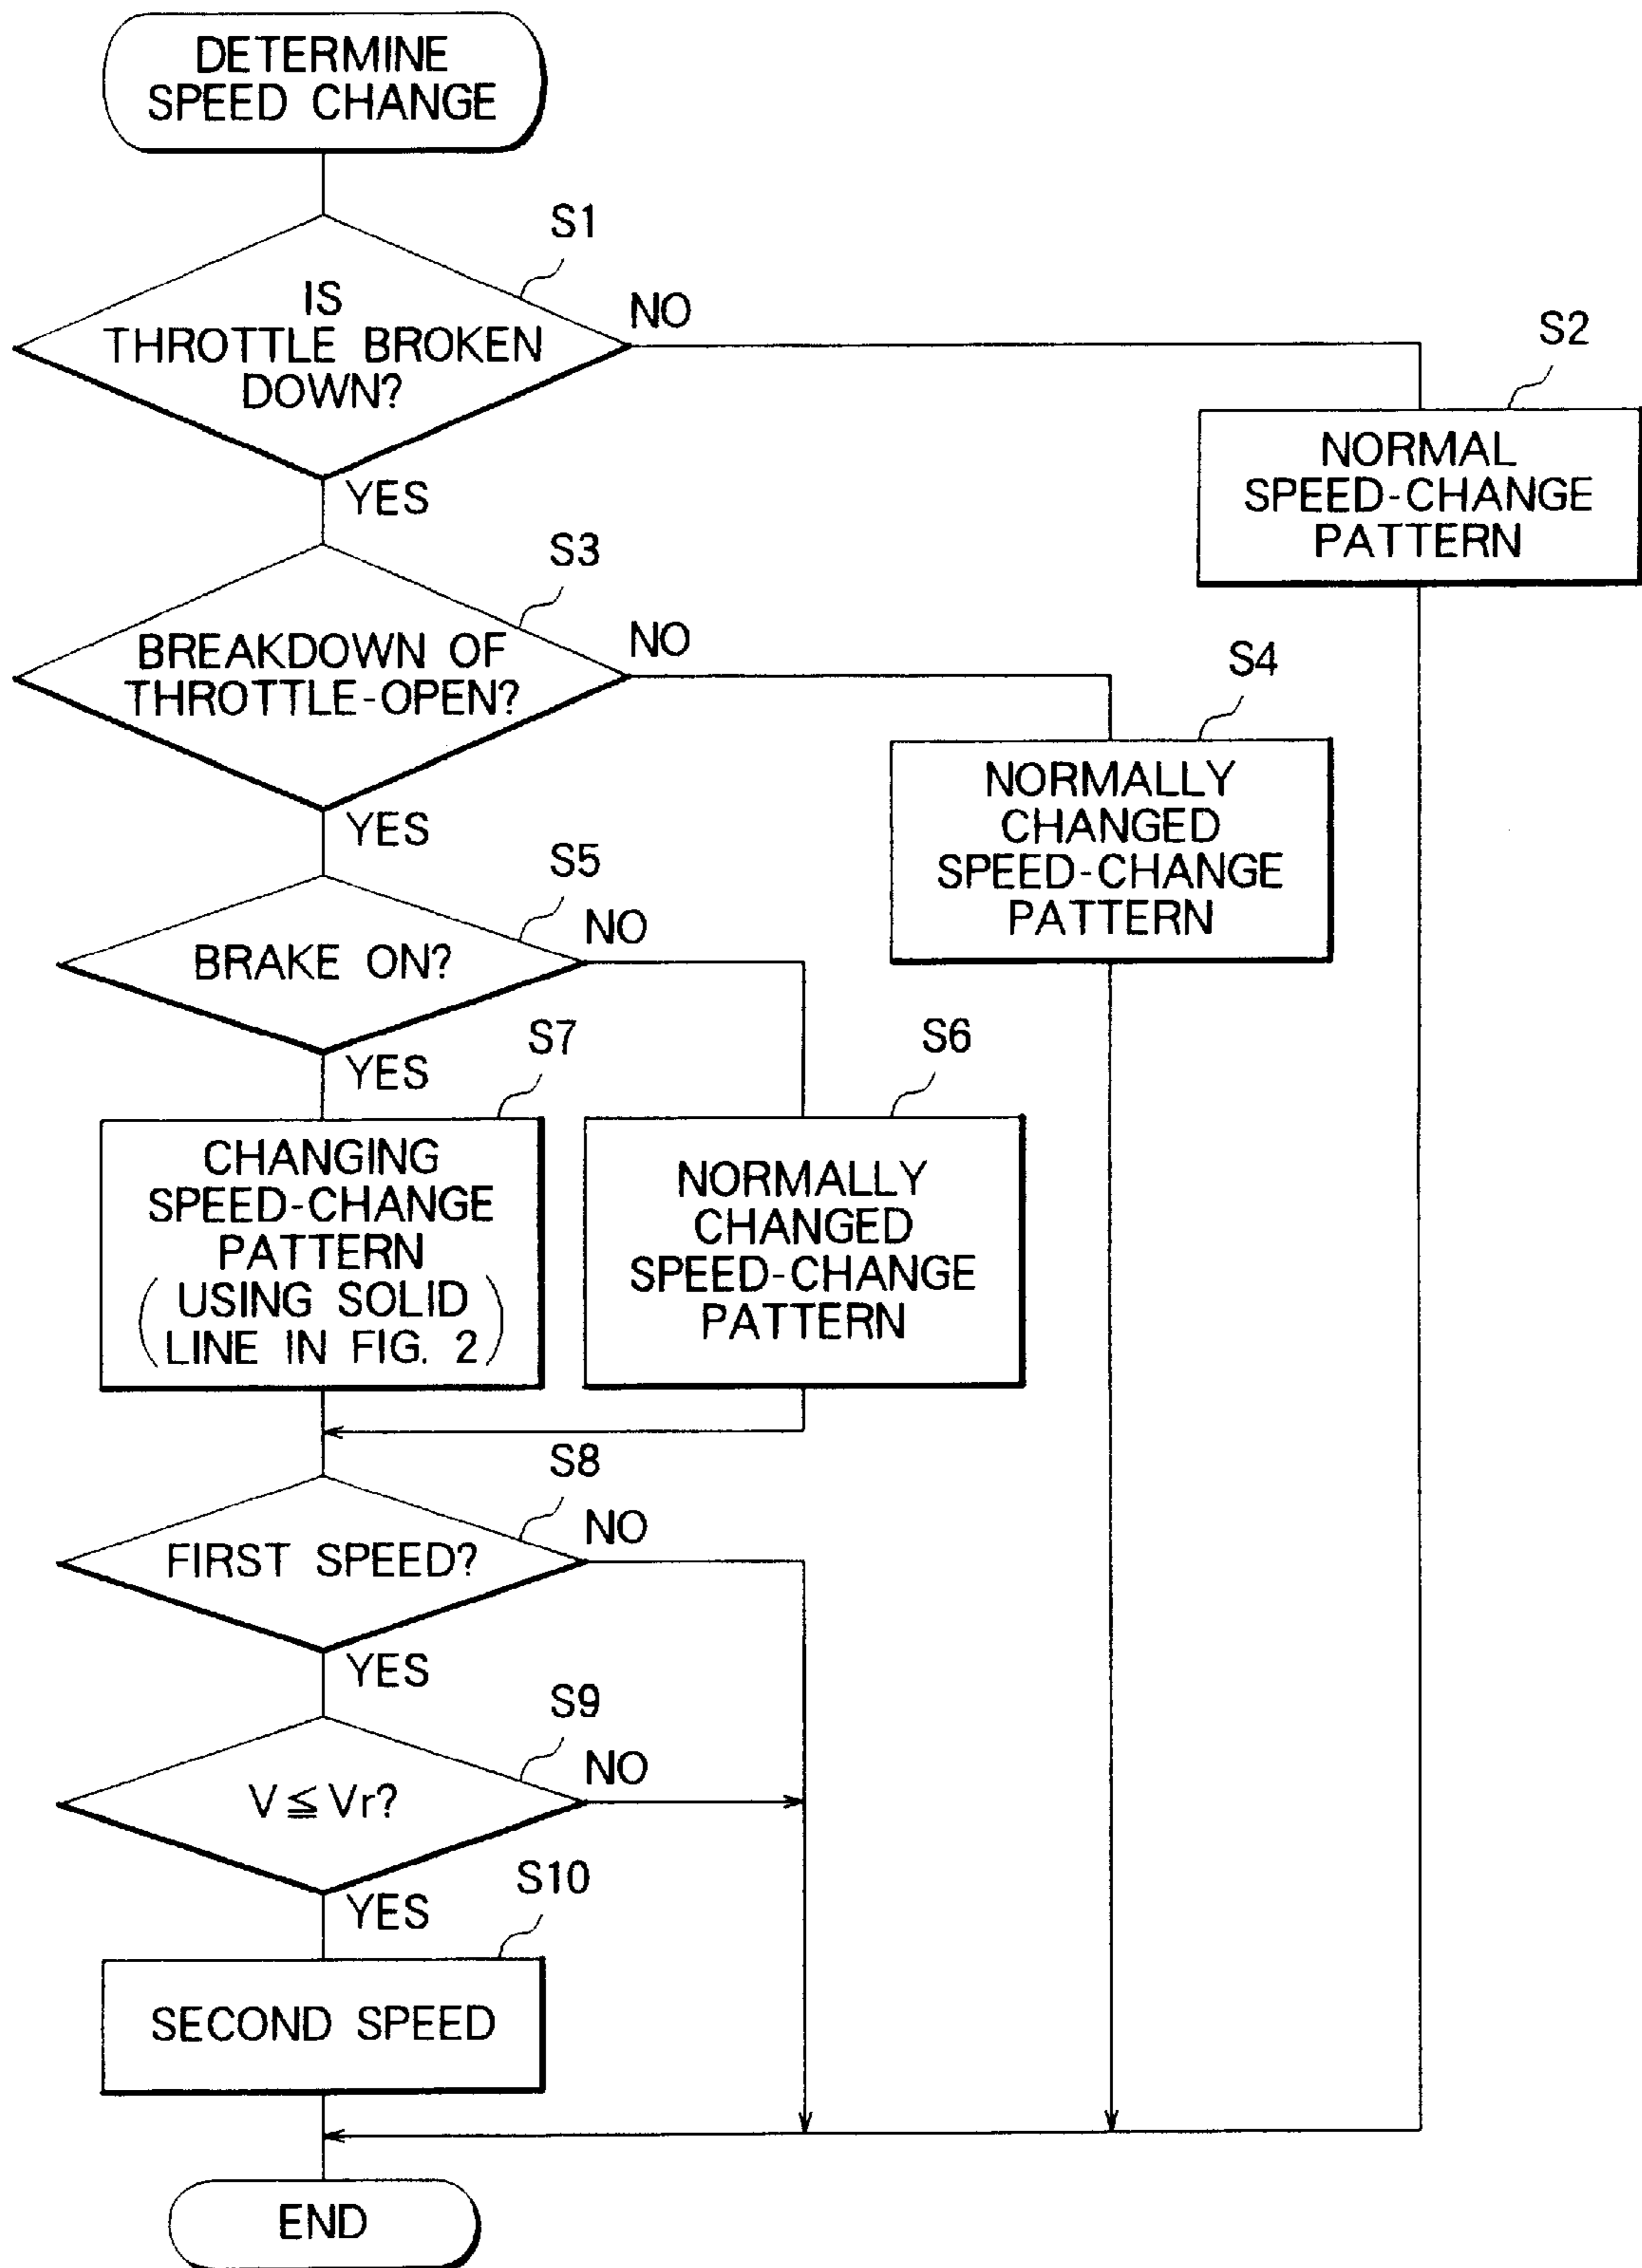 DETERMINE
SPEED CHANGE
S1
IS
THROTTLE BROKEN
DOWN?
NO
YES
S2
NORMAL
SPEED-CHANGE
PATTERN
S3
BREAKDOWN OF
THROTTLE-OPEN?
NO
YES
S4
NORMALLY
CHANGED
SPEED-CHANGE
PATTERN
S5
BRAKE ON?
NO
YES
S7
CHANGING
SPEED-CHANGE
PATTERN
(USING SOLID
LINE IN FIG. 2)
S6
NORMALLY
CHANGED
SPEED-CHANGE
PATTERN
S8
FIRST SPEED?
NO
YES
S9
V≦Vr?
NO
YES
S10
SECOND SPEED
END